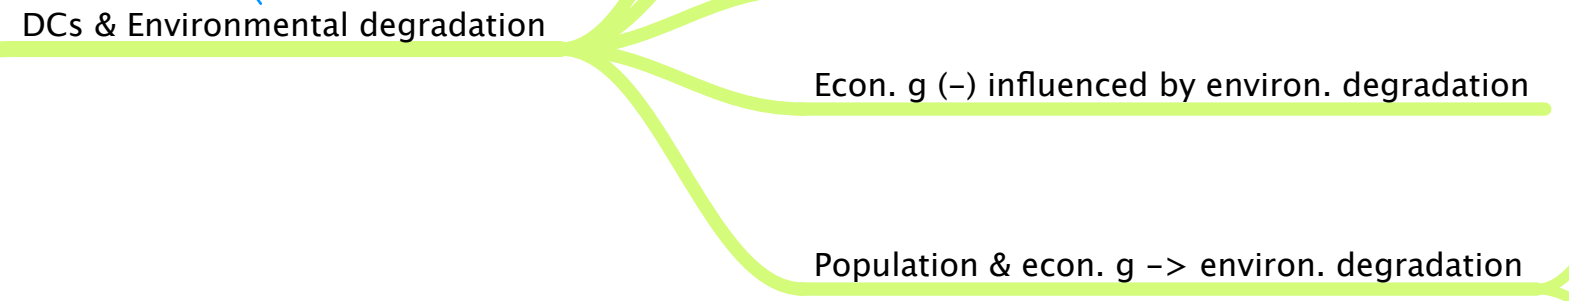 DCs & Environmental degradation
Econ. g (-) influenced by environ. degradation
Population & econ. g -> environ. degradation